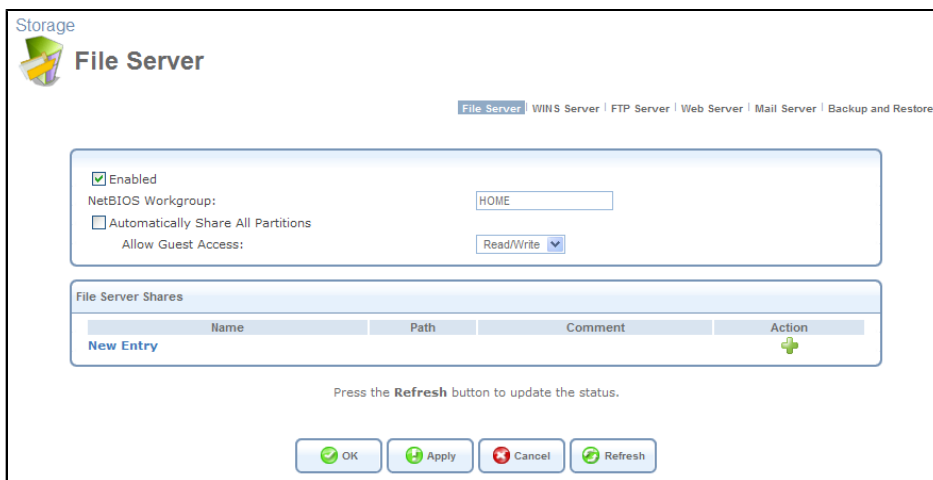 Storage
File Server
File Server | WINS Server | FTP Server | Web Server | Mail Server | Backup and Restore
Enabled
NetBIOS Workgroup: HOME
Automatically Share All Partitions
Allow Guest Access: Read/Write
File Server Shares
Name Path Comment Action
New Entry
Press the Refresh button to update the status.
OK Apply Cancel Refresh